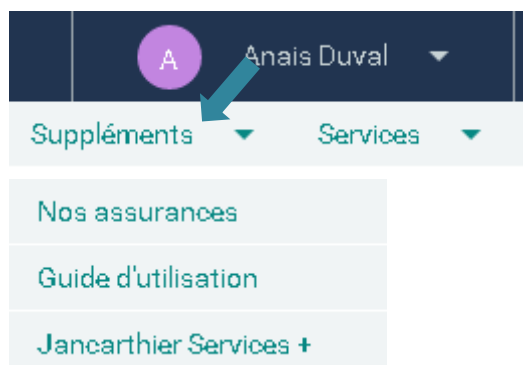 A Anais Duval
Suppléments Services
Nos assurances
Guide d'utilisation
Jancarthier Services +